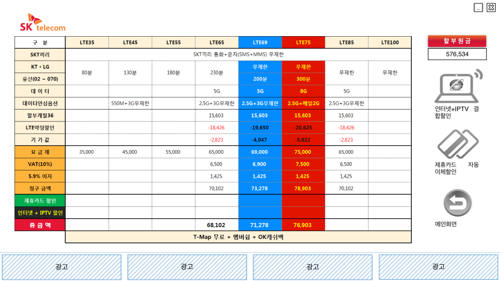 SK telecom
구 분 LTE35 LTE45 LTE55 LTE65 LTE69 LTE75 LTE85 LTE100
SKT끼리 SKT끼리 통화+문자(SMS+MMS) 무제한
KT · LG 80분 130분 180분 230분 무제한 무제한 무제한 무제한
유선(02 ~ 070) 200분 300분
데 이 터 5G 5G 8G 5G
데이터안심옵션 550M+3G무제한 2.5G+3G무제한 2.5G+3G무제한 2.5G+매일2G 2.5G+3G무제한
할부개월36 15,603 15,603 15,603 15,603
LTE약정할인 -18,426 -19,650 -20,625 -18,426
기 기 값 -2,823 -4,047 -2,823
요 금 제 35,000 45,000 55,000 65,000 69,000 75,000 65,000
VAT(10%) 6,500 6,900 7,500 6,500
5.9% 이자 1,425 1,425 1,425 1,425
청구 금액 70,102 73,278 78,903 70,102
제휴카드 할인
인터넷 + IPTV 할인
총 금 액 68,102 71,278 76,903
T-Map 무료 + 멤버쉽 + OK캐쉬백
할 부 원 금
576,534
인터넷+IPTV 결
합할인
제휴카드 자동
이체할인
메인화면
광고 광고 광고 광고